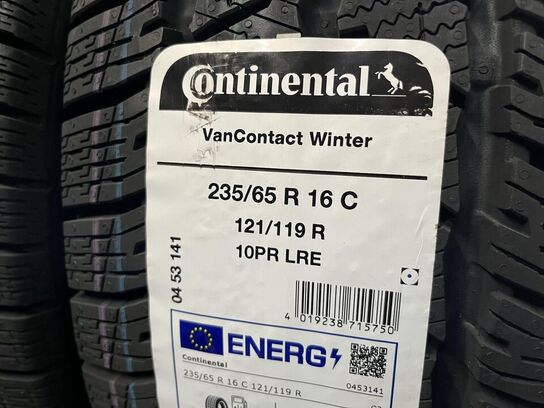 Continental
VanContact Winter
235/65 R 16 C
121/119 R
10PR LRE
04 53 141
4 019238 715750
ENERG
Continental
0453141
235/65 R 16 C 121/119 R
C2